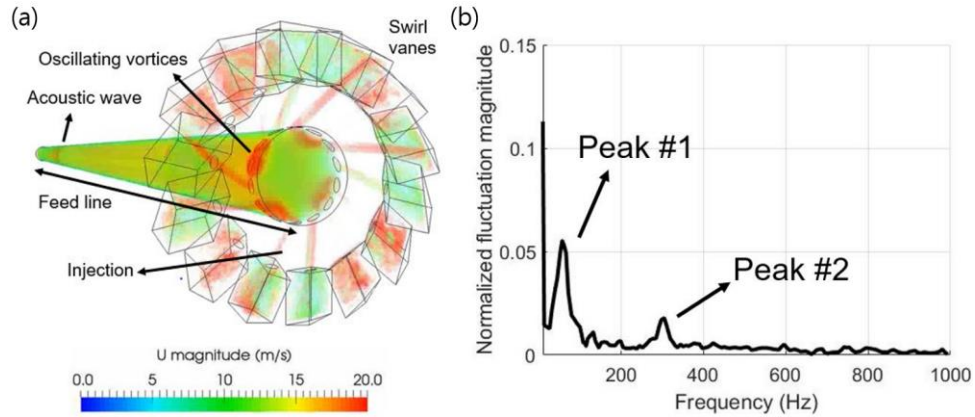 (a)
Swirl
vanes
Oscillating vortices
Acoustic wave
Feed line
Injection
U magnitude (m/s)
0.0 5 10 15 20.0
(b)
Normalized fluctuation magnitude
0.15
0.1
0.05
0
Peak #1
Peak #2
200 400 600 800 1000
Frequency (Hz)